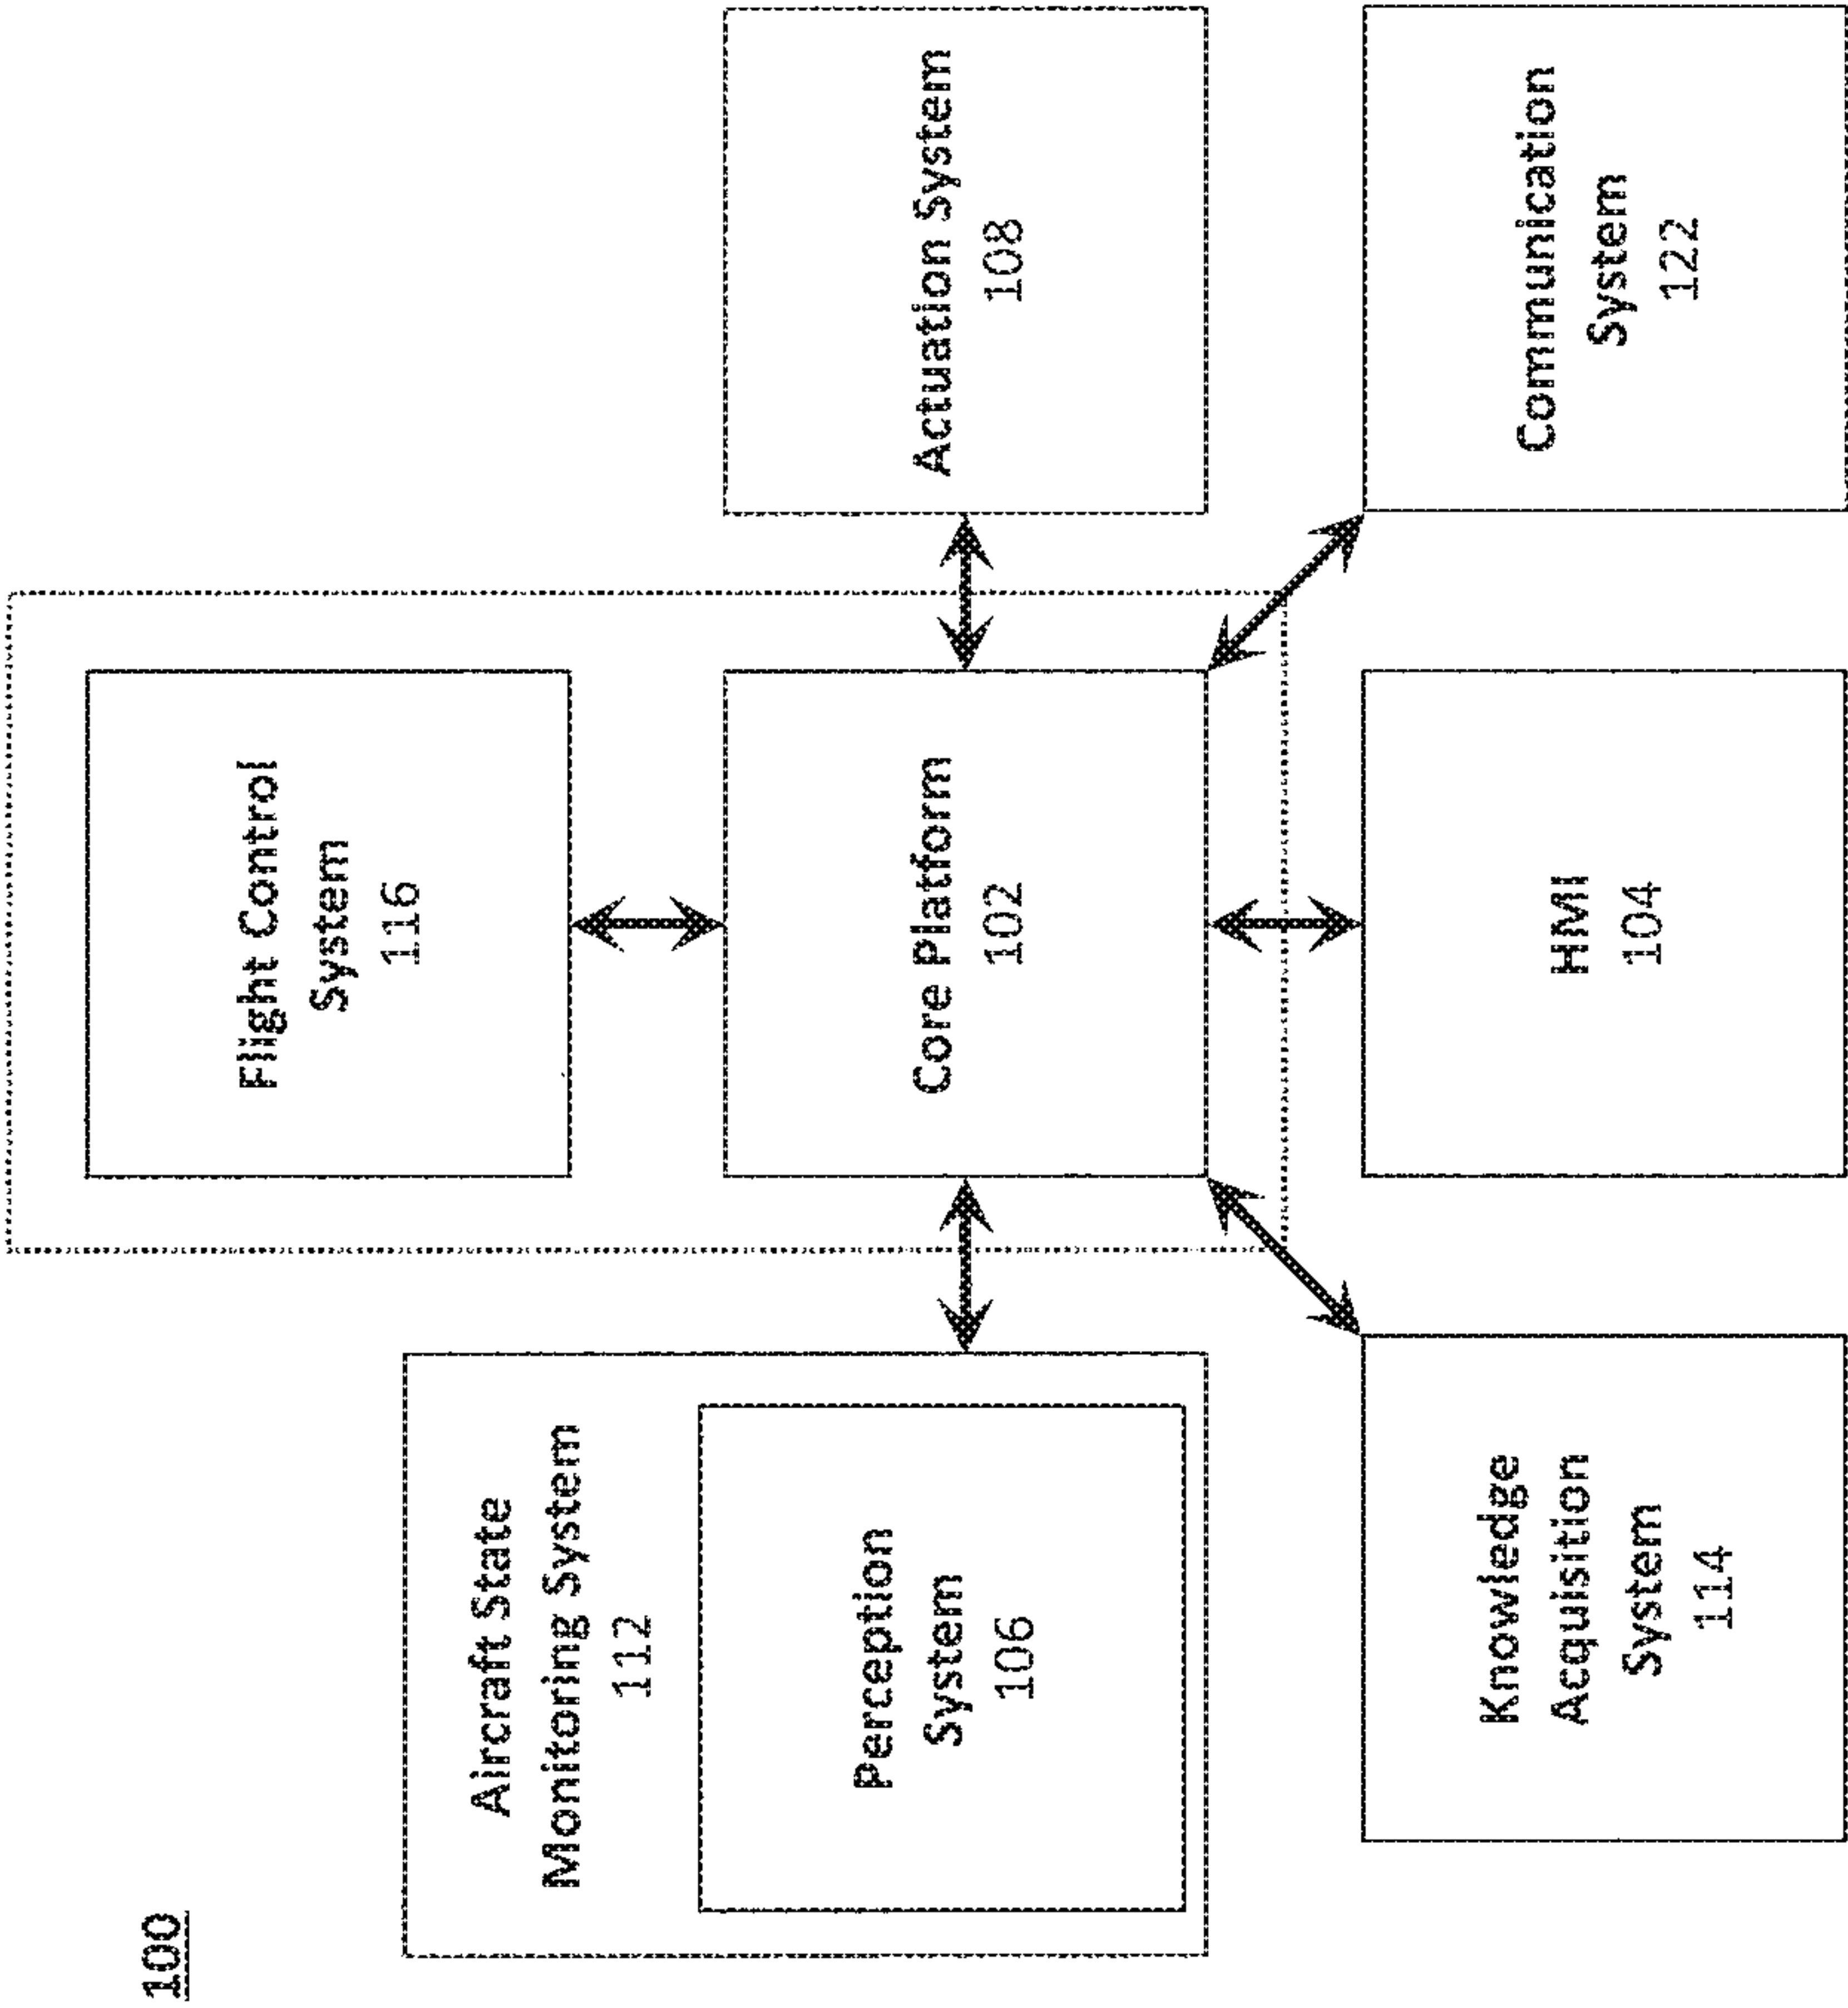 100
Aircraft State
Monitoring System
112
Perception
System
106
Flight Control
System
116
Core Platform
102
Actuation System
108
Knowledge
Acquisition
System
114
HMI
104
Communication
System
122